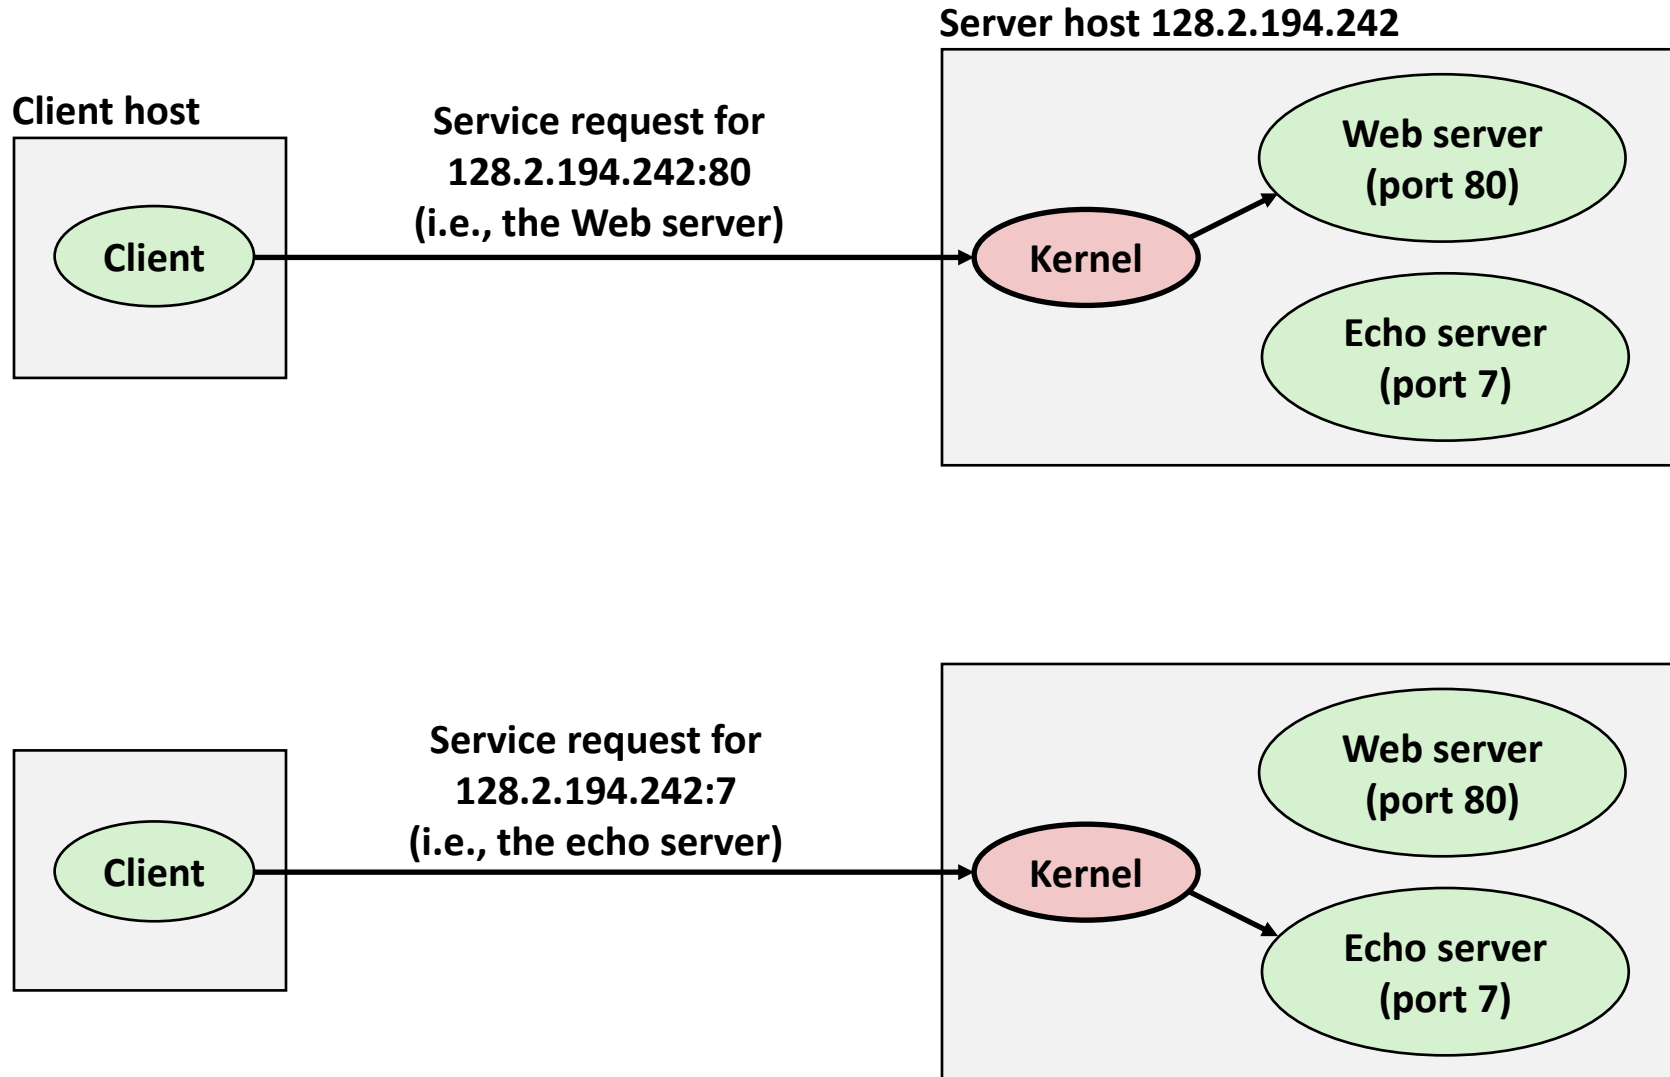 Server host 128.2.194.242
Client host
Service request for
128.2.194.242:80
(i.e., the Web server)
Client
Kernel
Web server
(port 80)
Echo server
(port 7)
Service request for
128.2.194.242:7
(i.e., the echo server)
Client
Kernel
Web server
(port 80)
Echo server
(port 7)